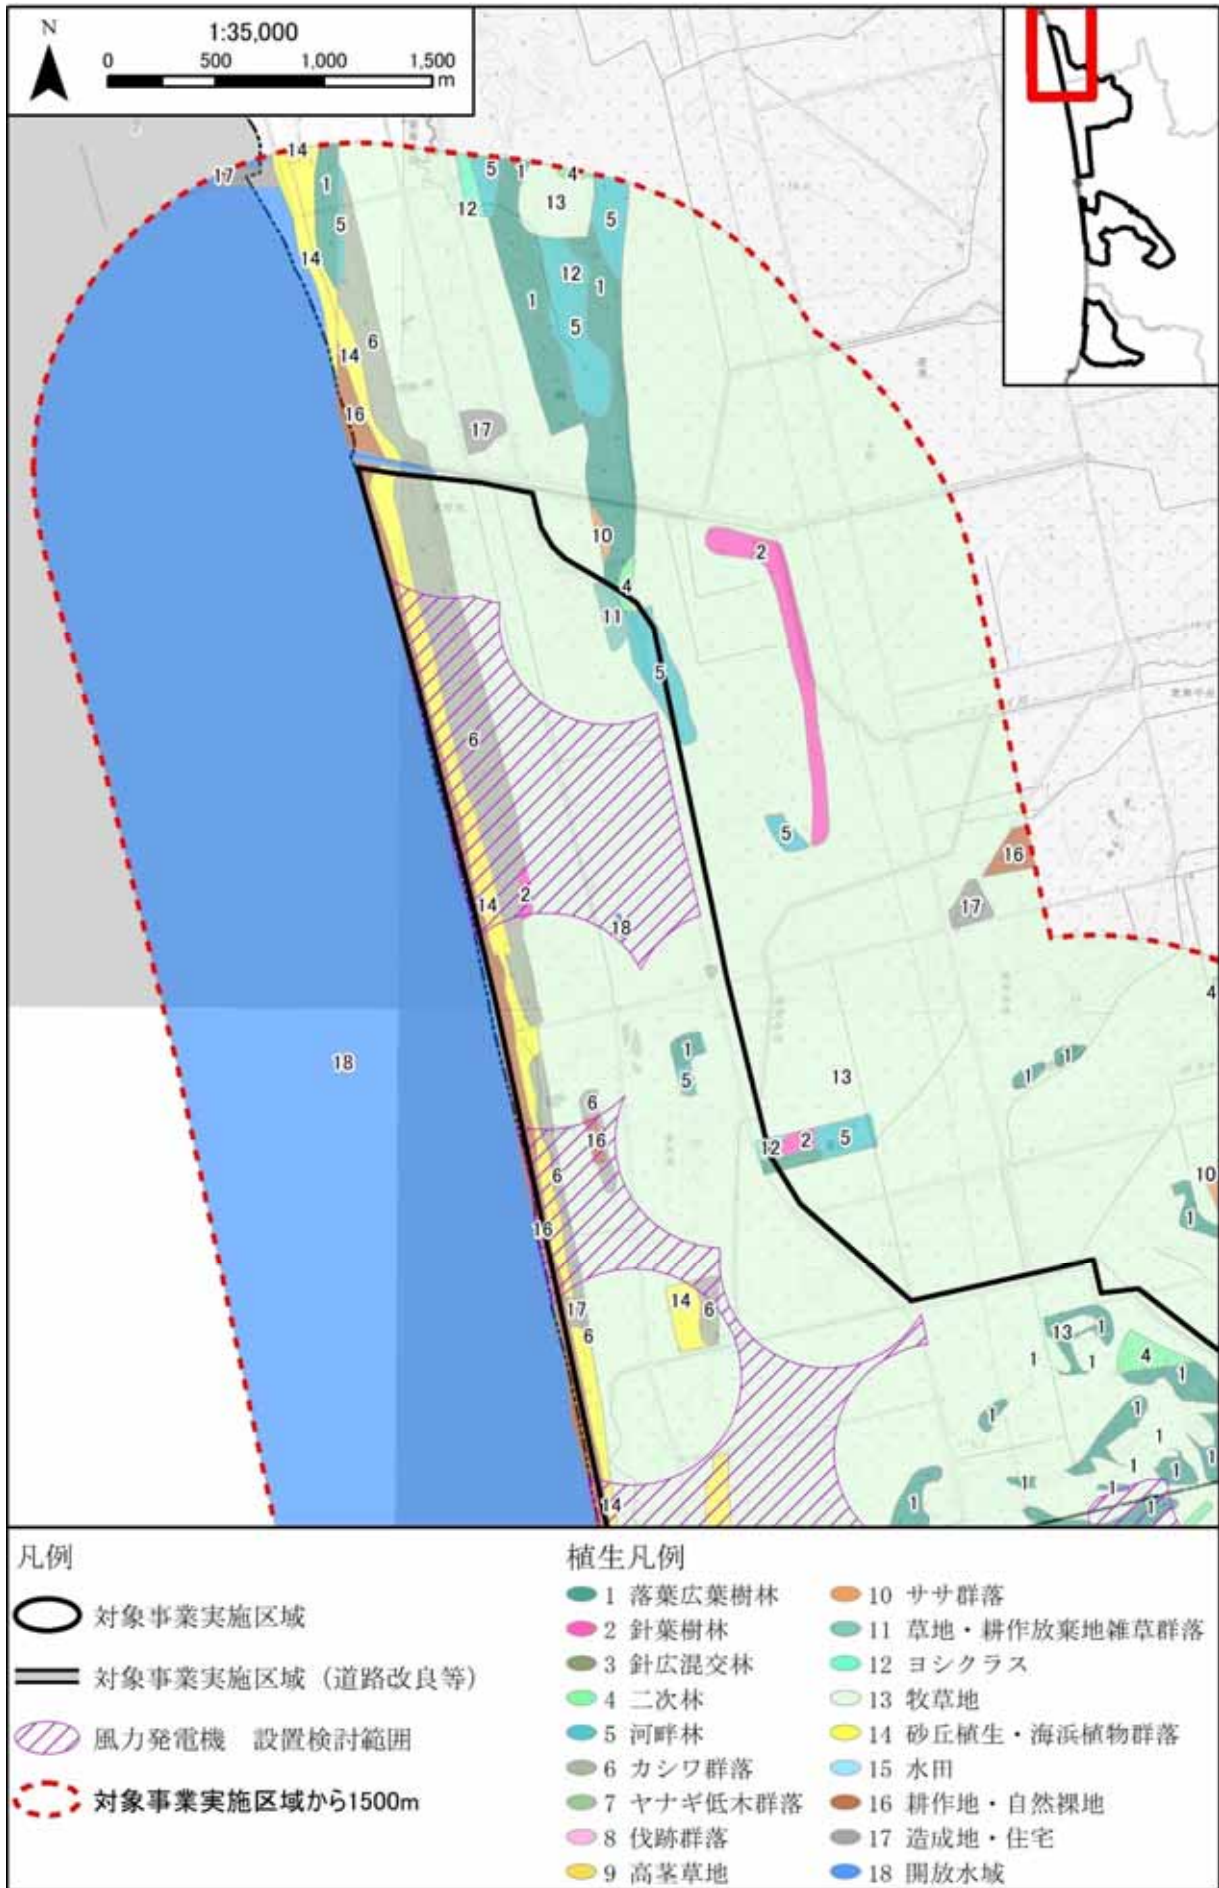 N
1:35,000
0 500 1,000 1,500
m
14
17
1
5
1
4
5
12
13
5
14
12
1
1
5
6
14
16
17
10
2
4
11
5
6
5
16
2
14
17
18
4
1
1
1
18
13
5
6
16
12
2
5
6
10
1
16
14
6
17
6
13
1
1
1
4
1
1
1
1
1
1
1
1
1
1
1
14
凡例
対象事業実施区域
対象事業実施区域（道路改良等）
風力発電機 設置検討範囲
対象事業実施区域から1500m
植生凡例
1 落葉広葉樹林
2 針葉樹林
3 針広混交林
4 二次林
5 河畔林
6 カシワ群落
7 ヤナギ低木群落
8 伐跡群落
9 高茎草地
10 ササ群落
11 草地・耕作放棄地雑草群落
12 ヨシクラス
13 牧草地
14 砂丘植生・海浜植物群落
15 水田
16 耕作地・自然裸地
17 造成地・住宅
18 開放水域